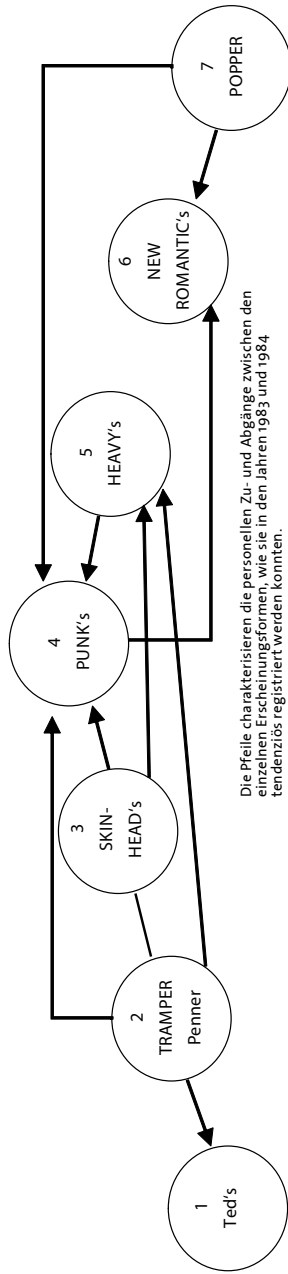 1
Ted's
2
TRAMPER
Penner
3
SKIN-
HEAD's
4
PUNK's
5
HEAVY's
6
NEW
ROMANTIC's
7
POPPER
Die Pfeile charakterisieren die personellen Zu- und Abgänge zwischen den
einzelnen Erscheinungsformen, wie sie in den Jahren 1983 und 1984
tendenziös registriert werden konnten.